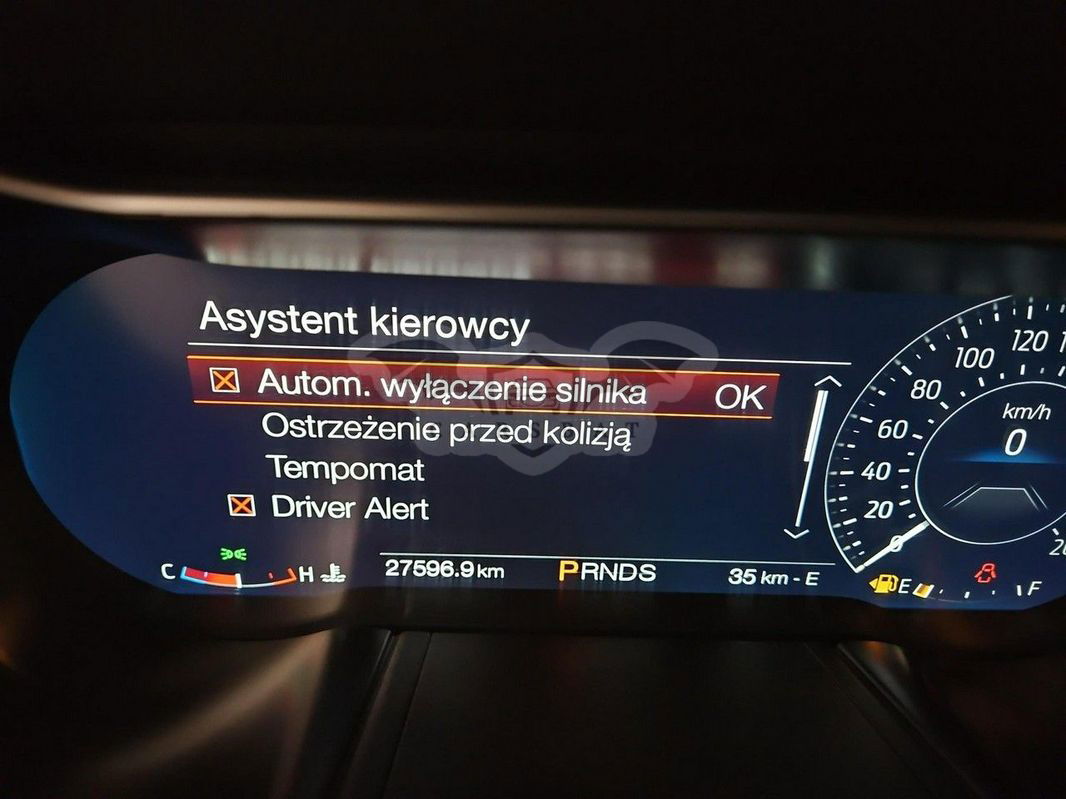 Asystent kierowcy
Autom. wyłączenie silnika OK
Ostrzeżenie przed kolizją
Tempomat
Driver Alert
C H
27596.9 km PRNDS 35 km - E
E F
0 20 40 60 80 100 120
km/h
0